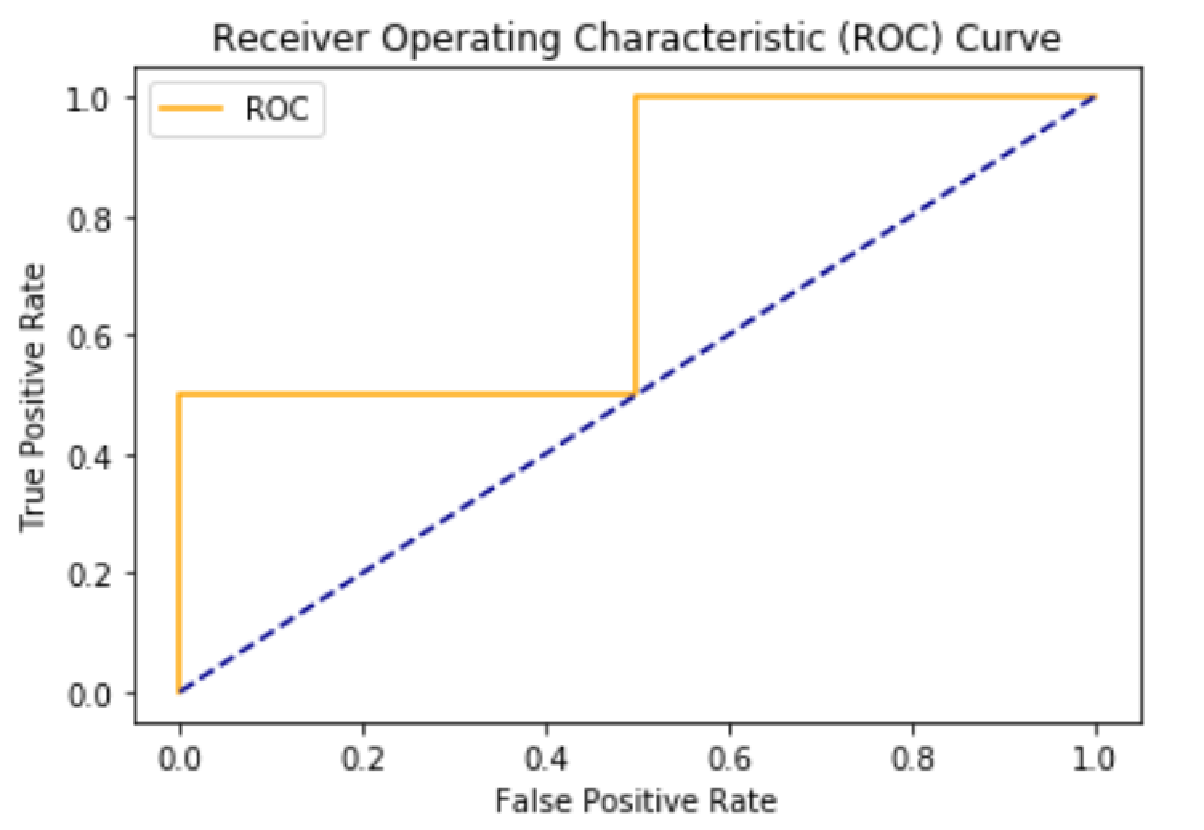 Receiver Operating Characteristic (ROC) Curve
ROC
True Positive Rate
1.0
0.8
0.6
0.4
0.2
0.0
0.0 0.2 0.4 0.6 0.8 1.0
False Positive Rate